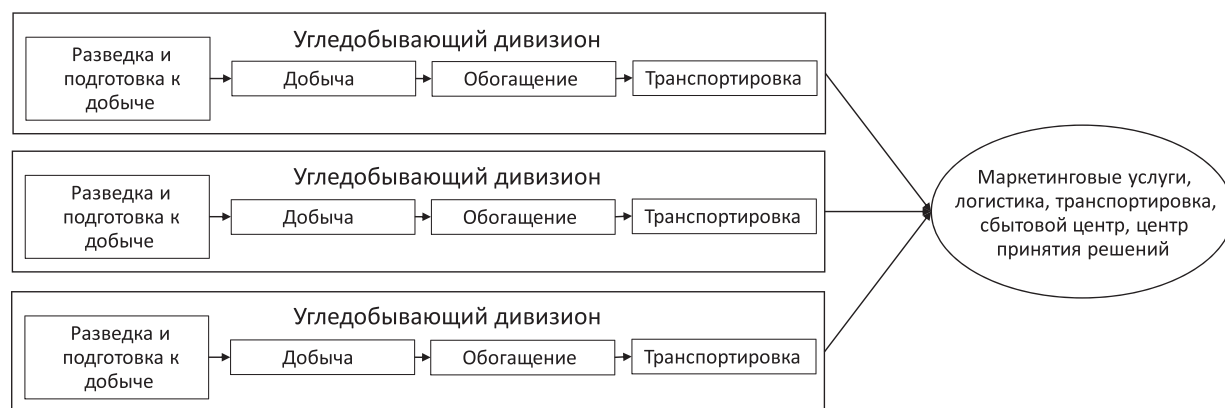 Угледобывающий дивизион
Разведка и
подготовка к
добыче
Добыча
Обогащение
Транспортировка
Угледобывающий дивизион
Разведка и
подготовка к
добыче
Добыча
Обогащение
Транспортировка
Угледобывающий дивизион
Разведка и
подготовка к
добыче
Добыча
Обогащение
Транспортировка
Маркетинговые услуги,
логистика, транспортировка,
сбытовой центр, центр
принятия решений